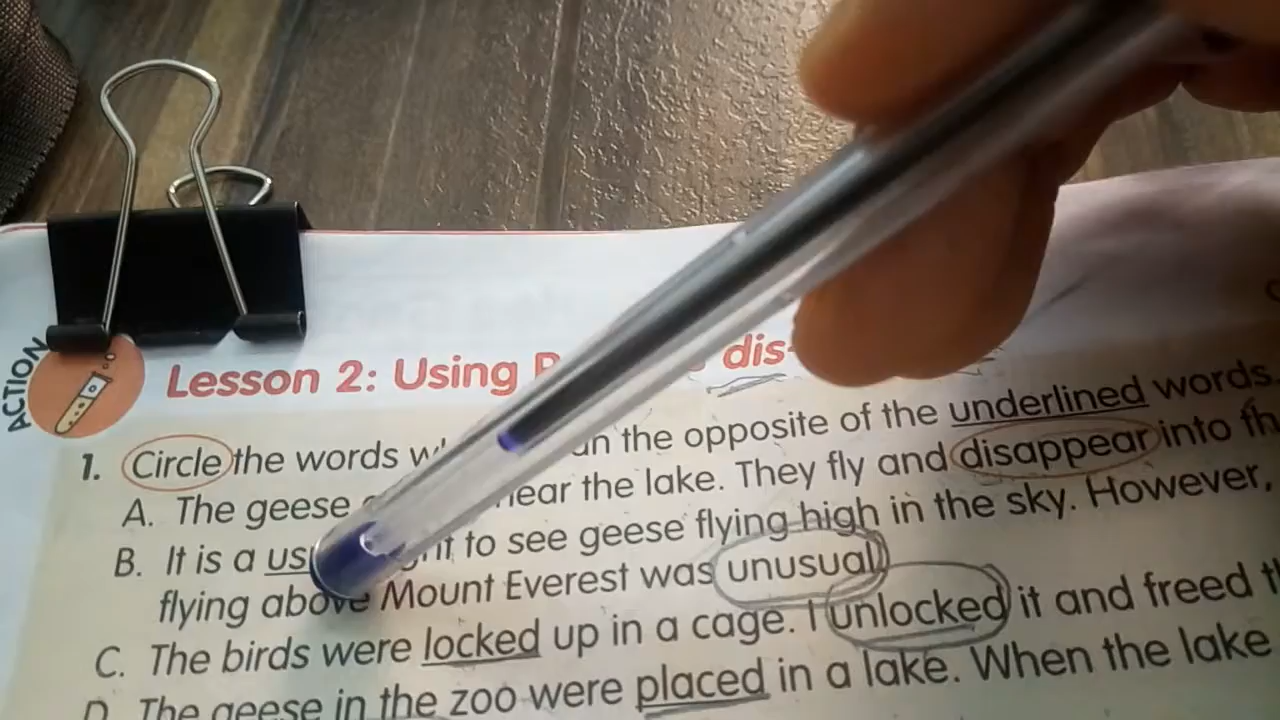 ACTION
Lesson 2: Using dis-
1. Circle the words the opposite of the underlined words.
A. The geese near the lake. They fly and disappear into
B. It is a to see geese flying high in the sky. However,
flying above Mount Everest was unusual
C. The birds were locked up in a cage. I unlocked it and freed
D. The geese in the zoo were placed in a lake. When the lake